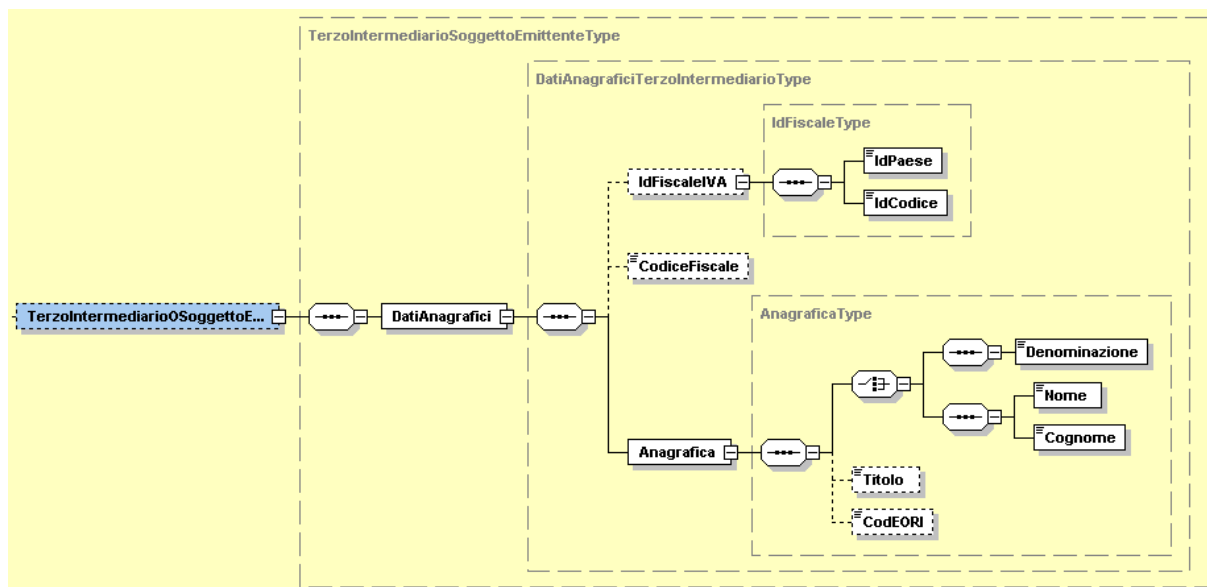 TerzoIntermediarioSoggettoEmittenteType
DatiAnagraficiTerzoIntermediarioType
IdFiscaleType
IdPaese
IdFiscaleIVA
IdCodice
CodiceFiscale
TerzoIntermediarioOSoggettoE...
DatiAnagrafici
AnagraficaType
Denominazione
Nome
Cognome
Anagrafica
Titolo
CodEORI